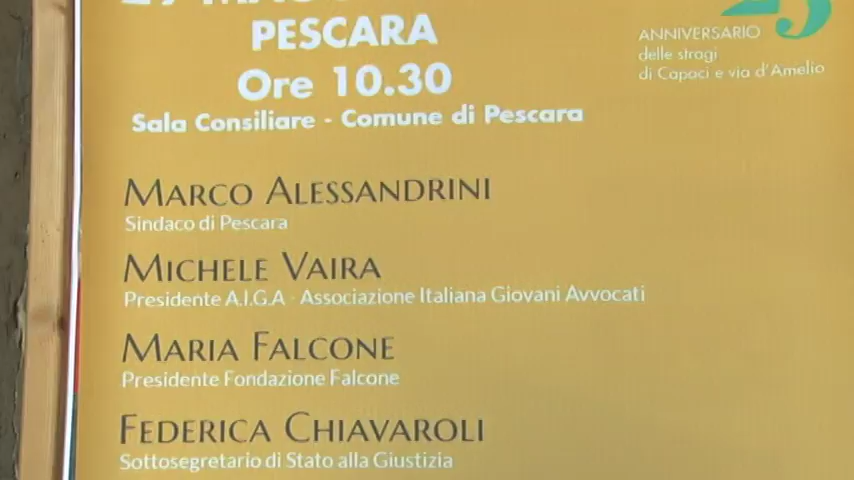 PESCARA
Ore 10.30
Sala Consiliare - Comune di Pescara
25
ANNIVERSARIO
delle stragi
di Capaci e via d'Amelio
MARCO ALESSANDRINI
Sindaco di Pescara
MICHELE VAIRA
Presidente A.I.G.A - Associazione Italiana Giovani Avvocati
MARIA FALCONE
Presidente Fondazione Falcone
FEDERICA CHIAVAROLI
Sottosegretario di Stato alla Giustizia